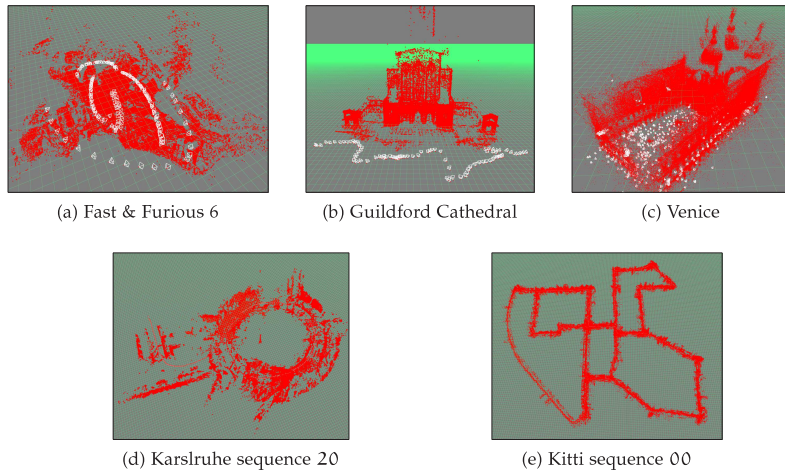 (a) Fast & Furious 6
(b) Guildford Cathedral
(c) Venice
(d) Karslruhe sequence 20
(e) Kitti sequence 00